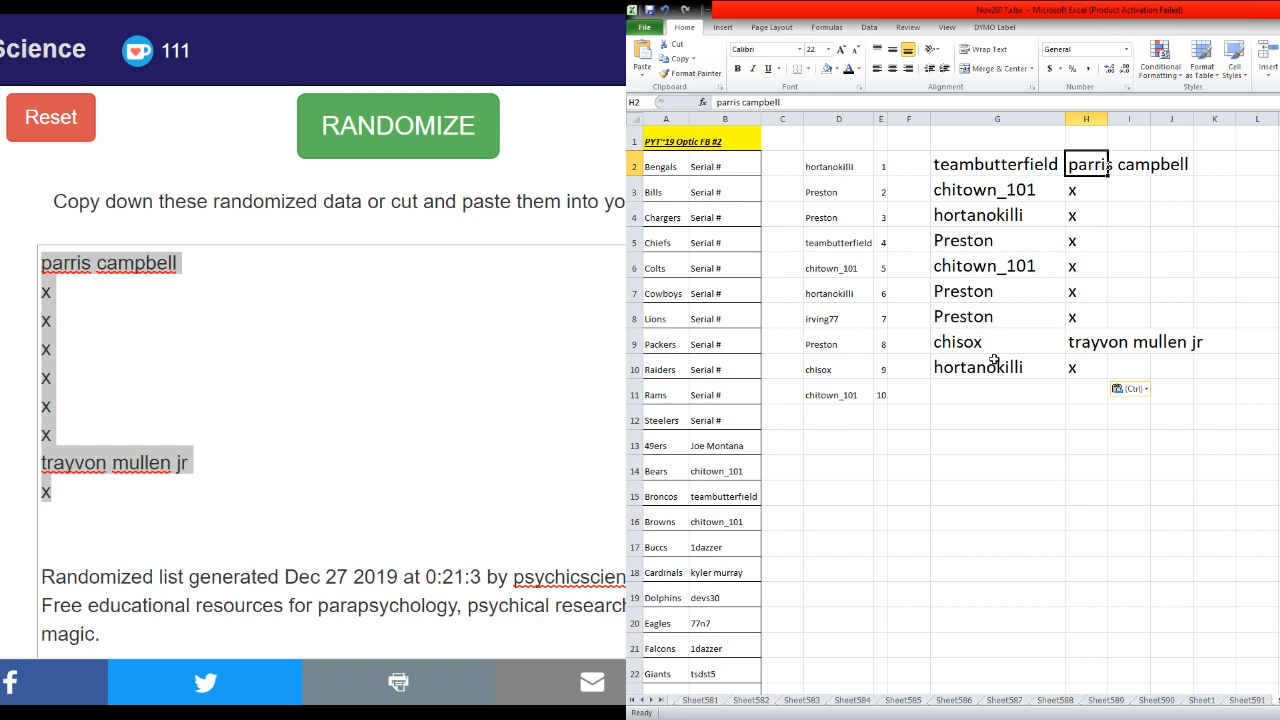 Science 111
Reset
RANDOMIZE
Copy down these randomized data or cut and paste them into yo
parris campbell
x
x
x
x
x
x
trayvon mullen jr
x
Randomized list generated Dec 27 2019 at 0:21:3 by psychicscien
Free educational resources for parapsychology, psychical research
magic.
Nov2017.xlsx - Microsoft Excel (Product Activation Failed)
File Home Insert Page Layout Formulas Data Review View DYMO Label
Paste Cut Copy Format Painter
Calibri 22
B I U
Wrap Text
Merge & Center
General
$ % ,
Conditional Formatting Format as Table Cell Styles Insert
Clipboard Font Alignment Number Styles
H2 fx parris campbell
A B C D E F G H I J K L
1 PYT~19 Optic FB #2
2 Bengals Serial # hortanokilli 1 teambutterfield parris campbell
3 Bills Serial # Preston 2 chitown_101 x
4 Chargers Serial # Preston 3 hortanokilli x
5 Chiefs Serial # teambutterfield 4 Preston x
6 Colts Serial # chitown_101 5 chitown_101 x
7 Cowboys Serial # hortanokilli 6 Preston x
8 Lions Serial # irving77 7 Preston x
9 Packers Serial # Preston 8 chisox trayvon mullen jr
10 Raiders Serial # chisox 9 hortanokilli x
(Ctrl)
11 Rams Serial # chitown_101 10
12 Steelers Serial #
13 49ers Joe Montana
14 Bears chitown_101
15 Broncos teambutterfield
16 Browns chitown_101
17 Buccs 1dazzer
18 Cardinals kyler murray
19 Dolphins devs30
20 Eagles 77n7
21 Falcons 1dazzer
22 Giants tsdst5
Sheet581 Sheet582 Sheet583 Sheet584 Sheet585 Sheet586 Sheet587 Sheet588 Sheet589 Sheet590 Sheet1 Sheet591
Ready